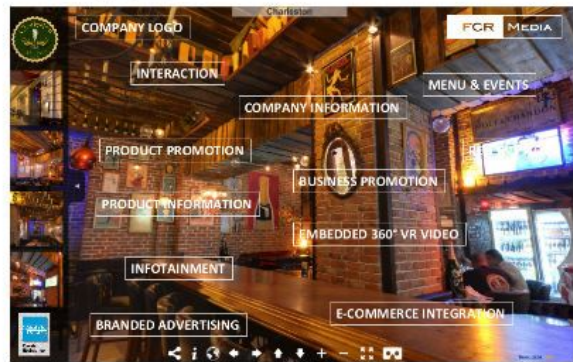 Charleston
COMPANY LOGO
FCR MEDIA
INTERACTION
MENU & EVENTS
COMPANY INFORMATION
PRODUCT PROMOTION
BUSINESS PROMOTION
PRODUCT INFORMATION
EMBEDDED 360° VR VIDEO
INFOTAINMENT
E-COMMERCE INTEGRATION
BRANDED ADVERTISING